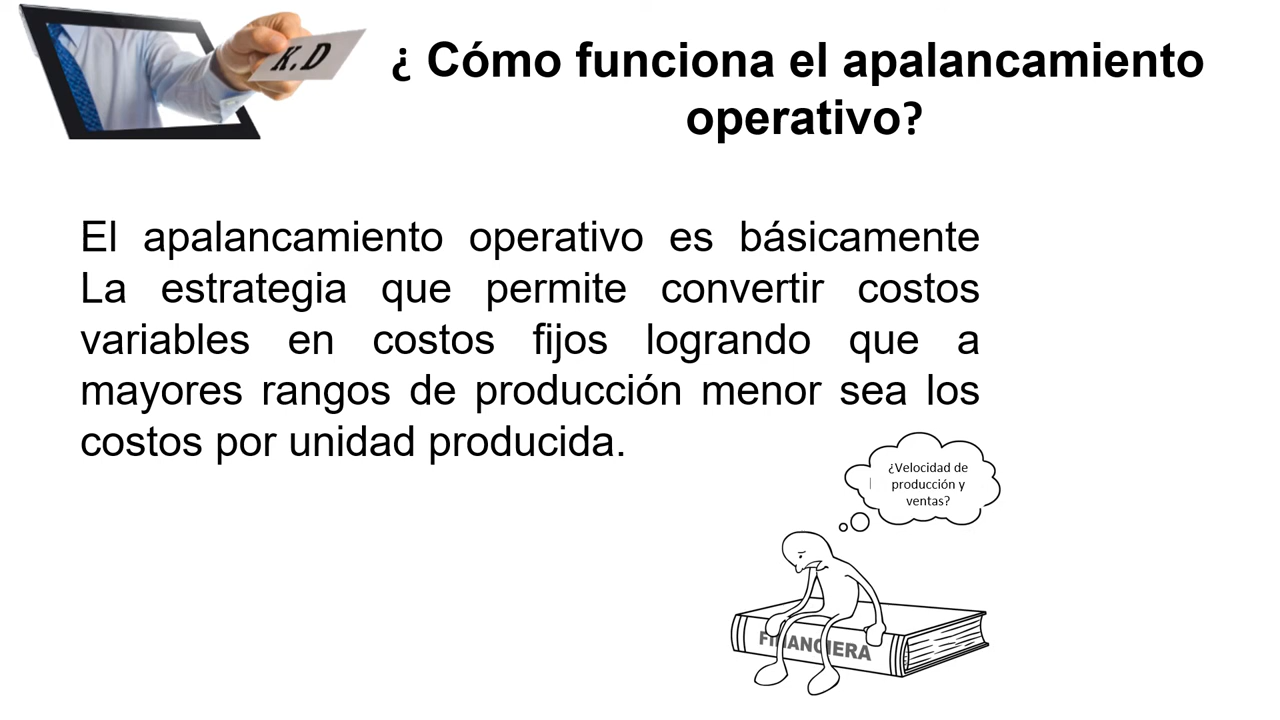 K.D
¿ Cómo funciona el apalancamiento
operativo?
El apalancamiento operativo es básicamente
La estrategia que permite convertir costos
variables en costos fijos logrando que a
mayores rangos de producción menor sea los
costos por unidad producida.
¿Velocidad de
producción y
ventas?
FINANCIERA